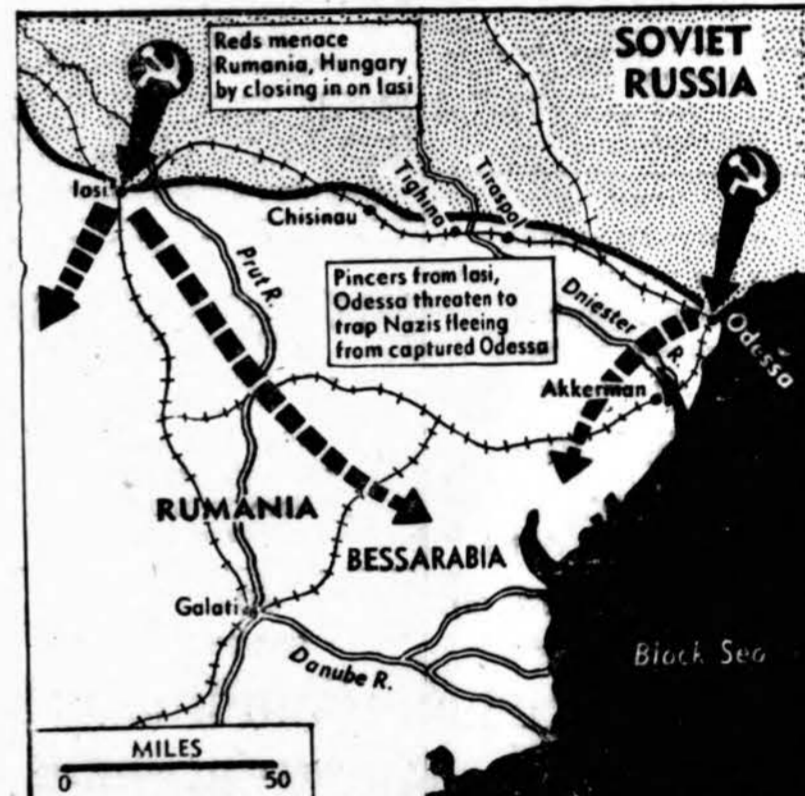 Reds menace
Rumania, Hungary
by closing in on Iasi
SOVIET
RUSSIA
Iasi
Chisinau
Tighina
Tiraspol
Prut R.
Pincers from Iasi,
Odessa threaten to
trap Nazis fleeing
from captured Odessa
Dniester
R.
Odessa
Akkerman
RUMANIA
BESSARABIA
Galati
Danube R.
Black Sea
MILES
0 50